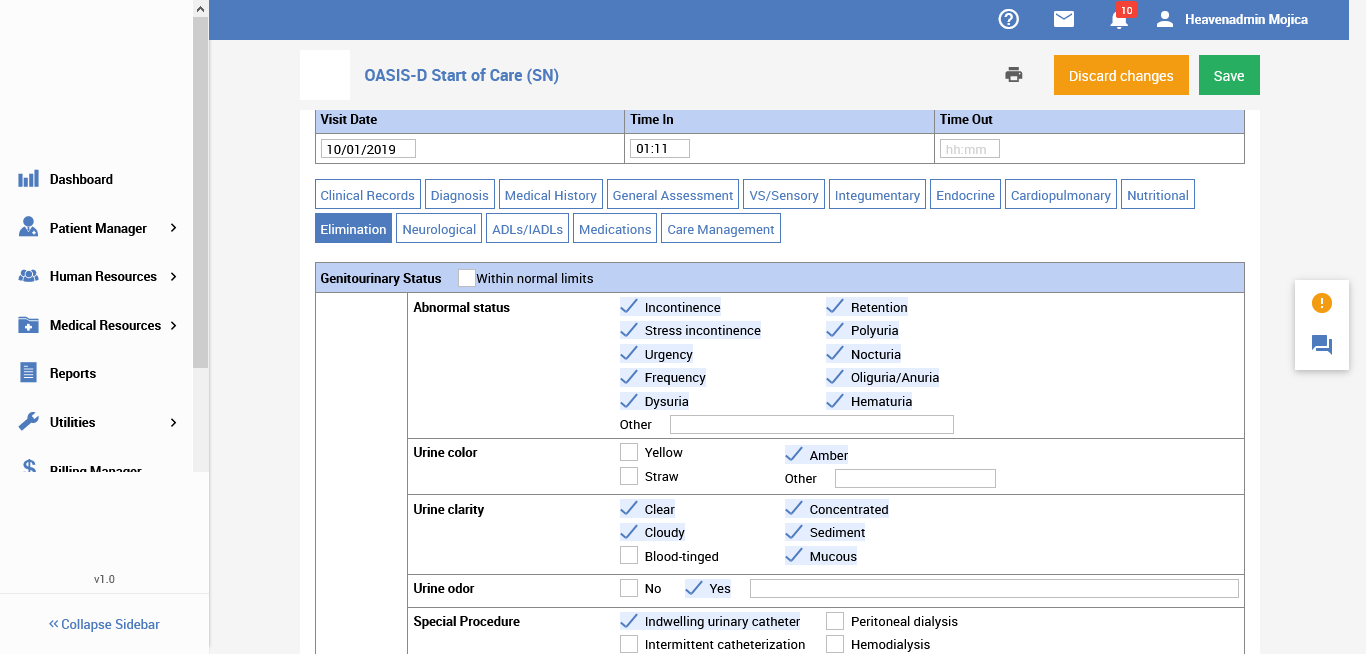 10
Heavenadmin Mojica
OASIS-D Start of Care (SN)
Discard changes
Save
Visit Date
Time In
Time Out
10/01/2019
01:11
hh:mm
Dashboard
Patient Manager
Human Resources
Medical Resources
Reports
Utilities
Billing Manager
v1.0
Collapse Sidebar
Clinical Records Diagnosis Medical History General Assessment VS/Sensory Integumentary Endocrine Cardiopulmonary Nutritional
Elimination Neurological ADLs/IADLs Medications Care Management
Genitourinary Status Within normal limits
Abnormal status
Incontinence Retention
Stress incontinence Polyuria
Urgency Nocturia
Frequency Oliguria/Anuria
Dysuria Hematuria
Other
Urine color
Yellow Amber
Straw Other
Urine clarity
Clear Concentrated
Cloudy Sediment
Blood-tinged Mucous
Urine odor No Yes
Special Procedure
Indwelling urinary catheter Peritoneal dialysis
Intermittent catheterization Hemodialysis